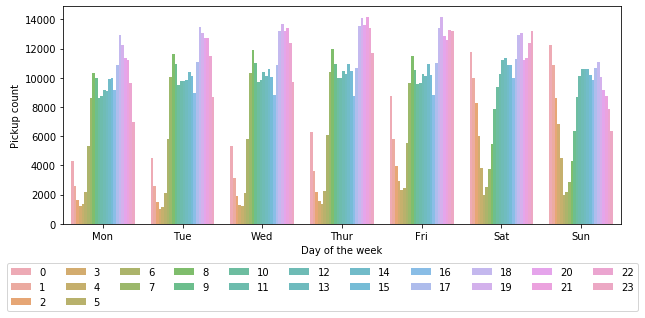 14000
12000
10000
8000
6000
4000
2000
0
Pickup count
Mon Tue Wed Thur Fri Sat Sun
Day of the week
0 3 6 8 10 12 14 16 18 20 22
1 4 7 9 11 13 15 17 19 21 23
2 5